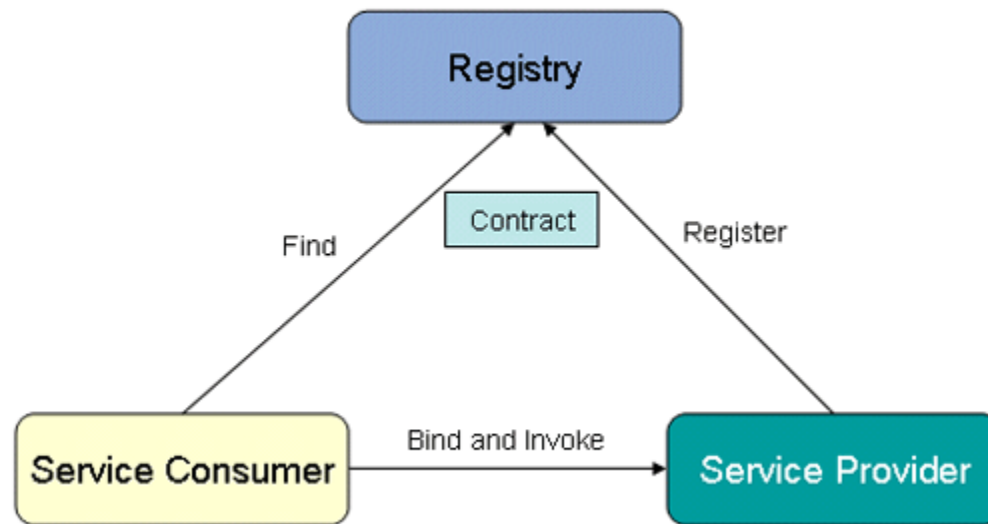 Registry
Contract
Find
Register
Bind and Invoke
Service Consumer
Service Provider